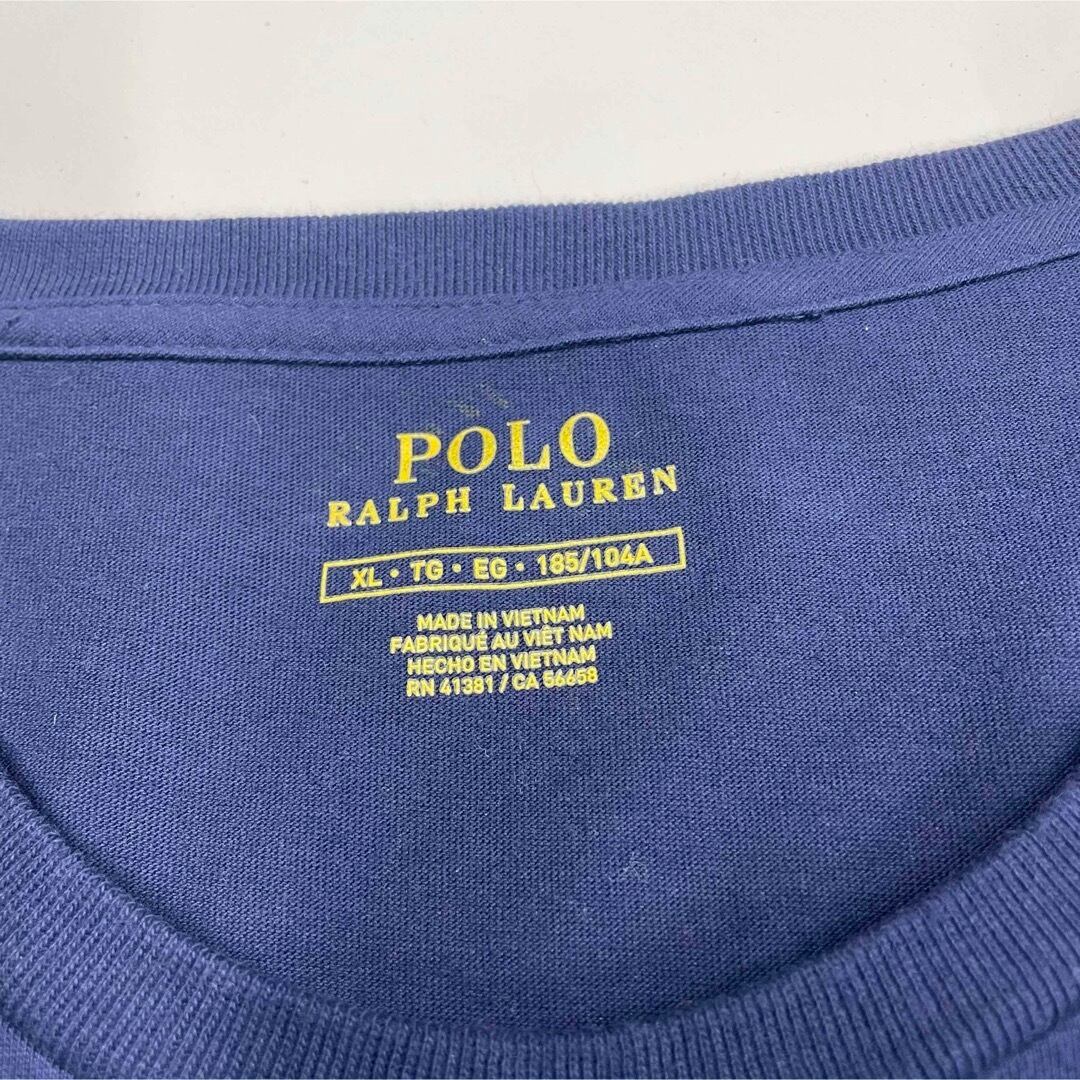 POLO
RALPH LAUREN
XL • TG • EG • 185/104A
MADE IN VIETNAM
FABRIQUÉ AU VIÊT NAM
HECHO EN VIETNAM
RN 41381 / CA 56658